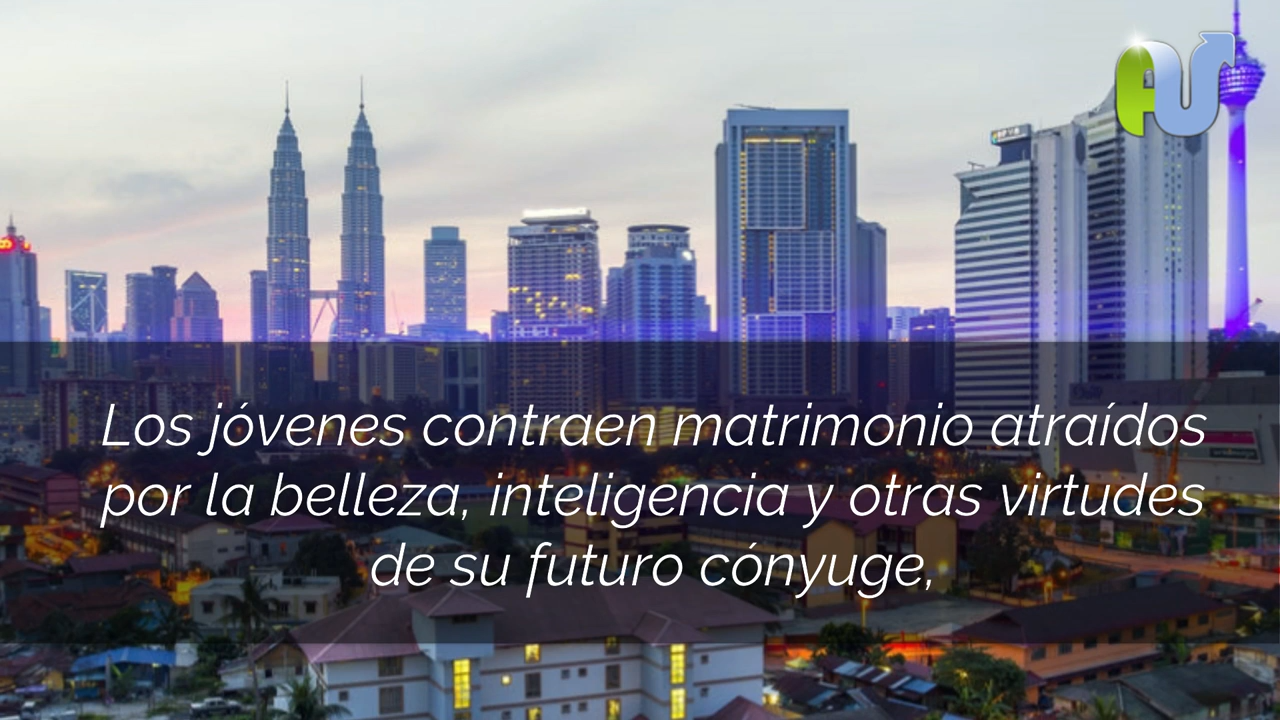 Los jóvenes contraen matrimonio atraídos
por la belleza, inteligencia y otras virtudes
de su futuro cónyuge,